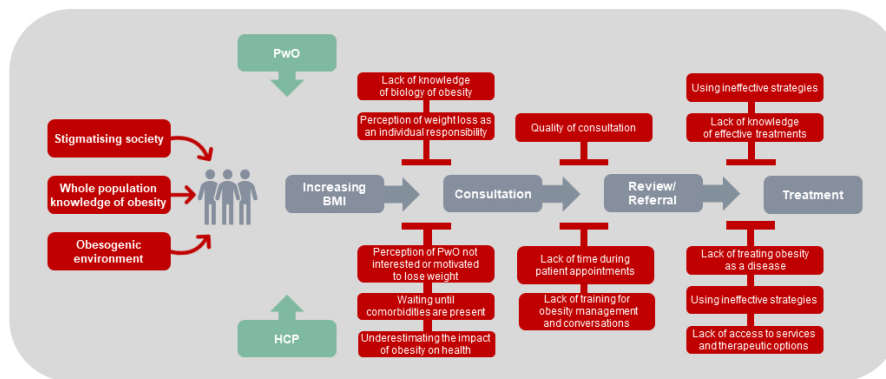 PwO
Lack of knowledge
of biology of obesity
Perception of weight loss as
an individual responsibility
Using ineffective strategies
Lack of knowledge
of effective treatments
Quality of consultation
Stigmatising society
Whole population
knowledge of obesity
Obesogenic
environment
Increasing
BMI
Consultation
Review/
Referral
Treatment
Perception of PwO not
interested or motivated
to lose weight
Waiting until
comorbidities are present
Underestimating the impact
of obesity on health
Lack of time during
patient appointments
Lack of training for
obesity management
and conversations
Lack of treating obesity
as a disease
Using ineffective strategies
Lack of access to services
and therapeutic options
HCP